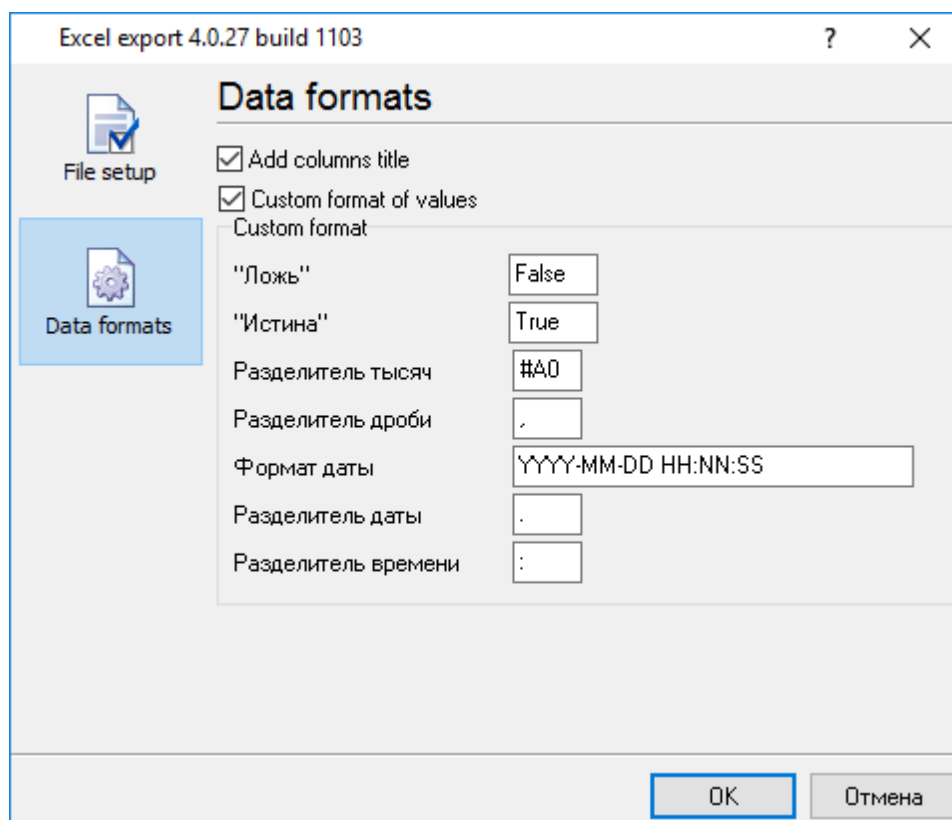 Excel export 4.0.27 build 1103 ?
File setup
Data formats
Data formats
Add columns title
Custom format of values
Custom format
"Ложь" False
"Истина" True
Разделитель тысяч #A0
Разделитель дроби ,
Формат даты YYYY-MM-DD HH:NN:SS
Разделитель даты .
Разделитель времени :
OK Отмена